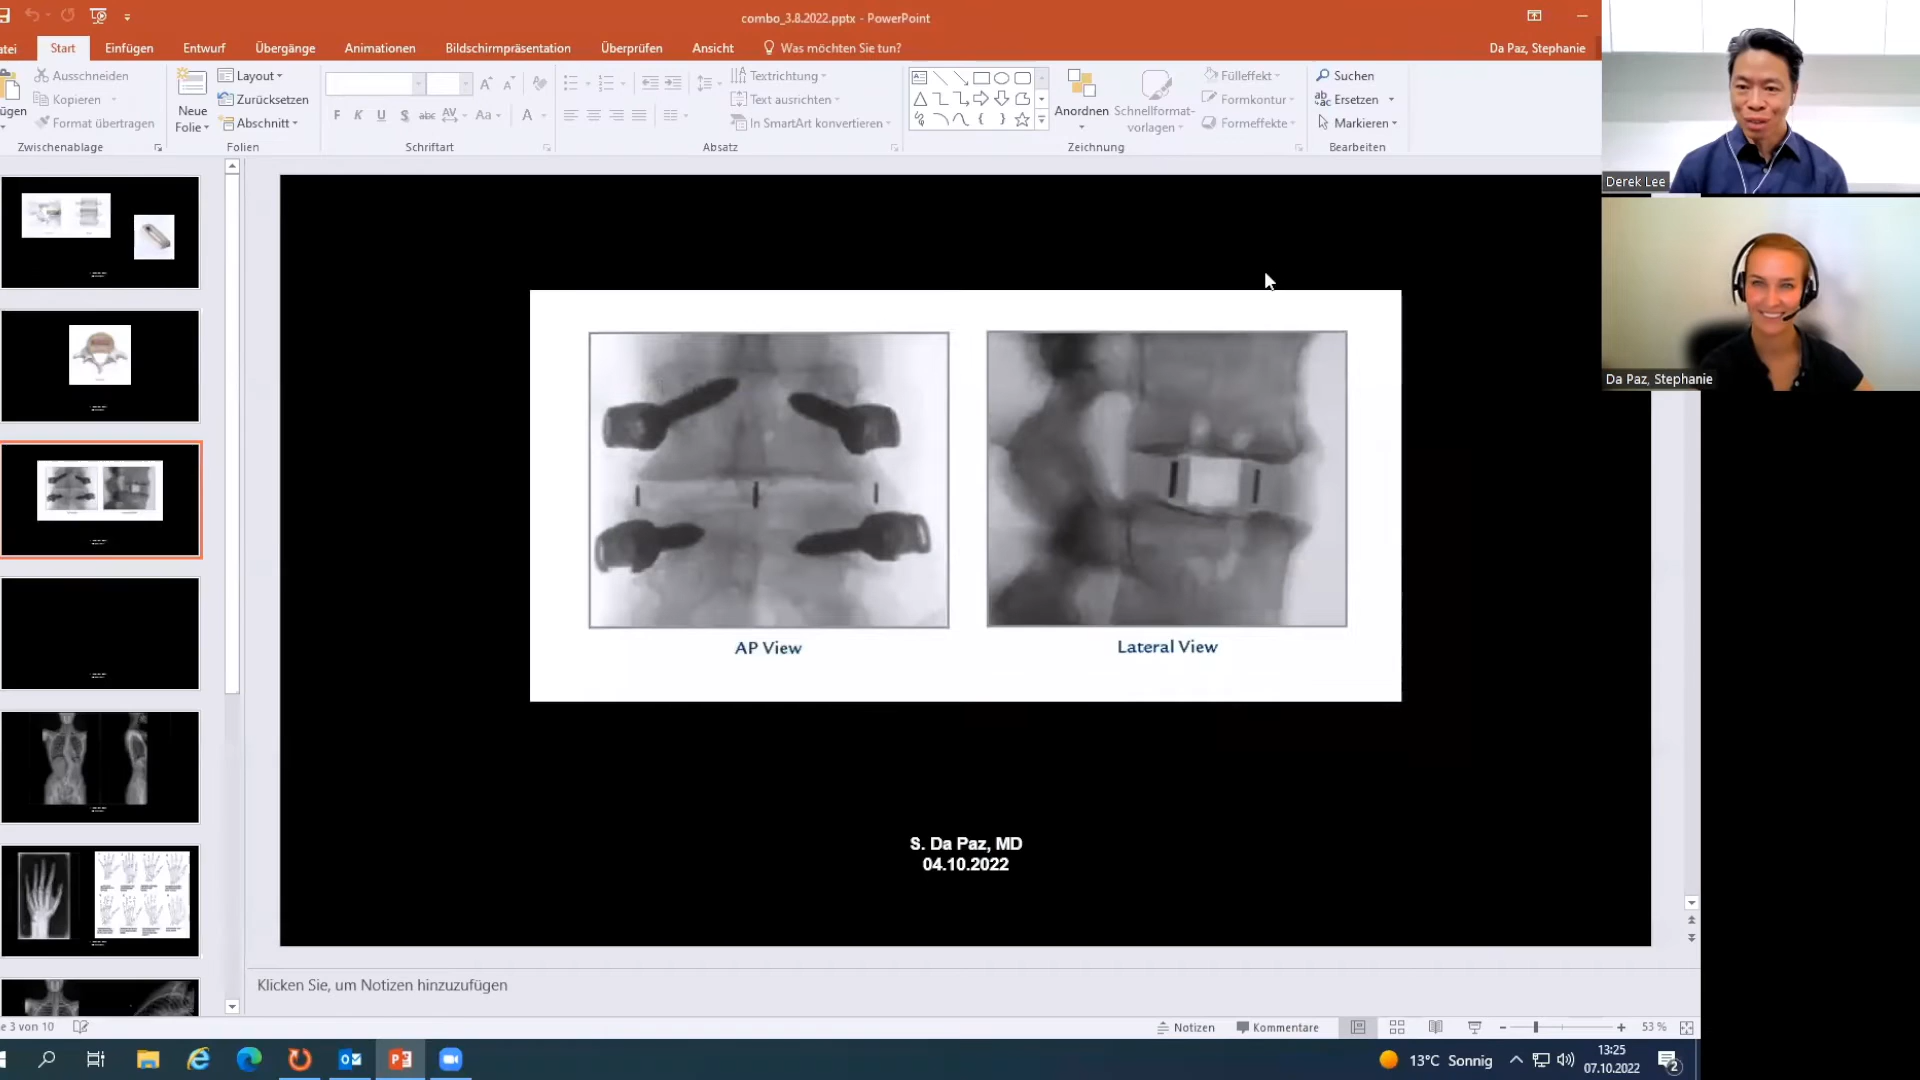 combo_3.8.2022.pptx - PowerPoint
Start Einfügen Entwurf Übergänge Animationen Bildschirmpräsentation Überprüfen Ansicht Was möchten Sie tun? Da Paz, Stephanie
Ausschneiden
Kopieren
Format übertragen
Zwischenablage
Neue
Folie
Layout
Zurücksetzen
Abschnitt
Folien
F K U S abc AV Aa A
Schriftart
Textrichtung
Text ausrichten
In SmartArt konvertieren
Absatz
Anordnen
Schnellformat-
vorlagen
Fülleffekt
Formkontur
Formeffekte
Zeichnung
Suchen
Ersetzen
Markieren
Bearbeiten
Derek Lee
Da Paz, Stephanie
AP View
Lateral View
S. Da Paz, MD
04.10.2022
Klicken Sie, um Notizen hinzuzufügen
e 3 von 10
Notizen Kommentare 53 %
13°C Sonnig
13:25
07.10.2022
2